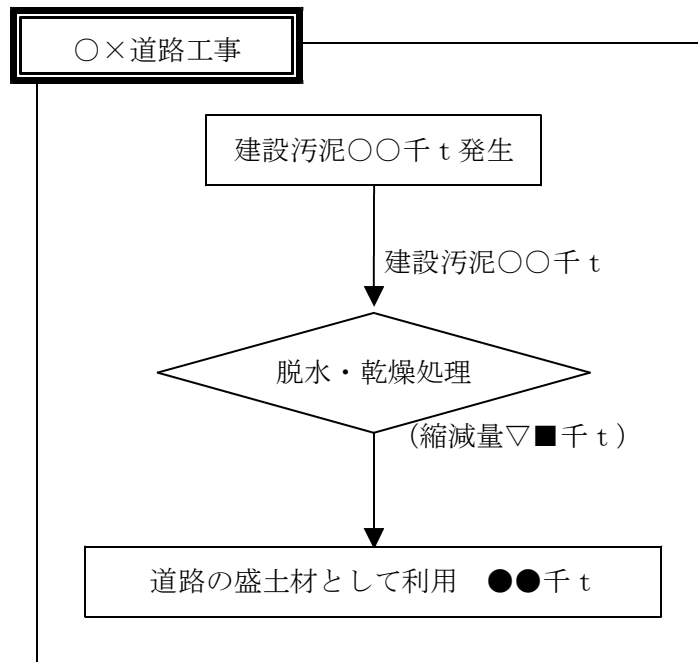 ○×道路工事
建設汚泥○○千ｔ発生
建設汚泥○○千ｔ
脱水・乾燥処理
（縮減量▽■千ｔ）
道路の盛土材として利用　●●千ｔ